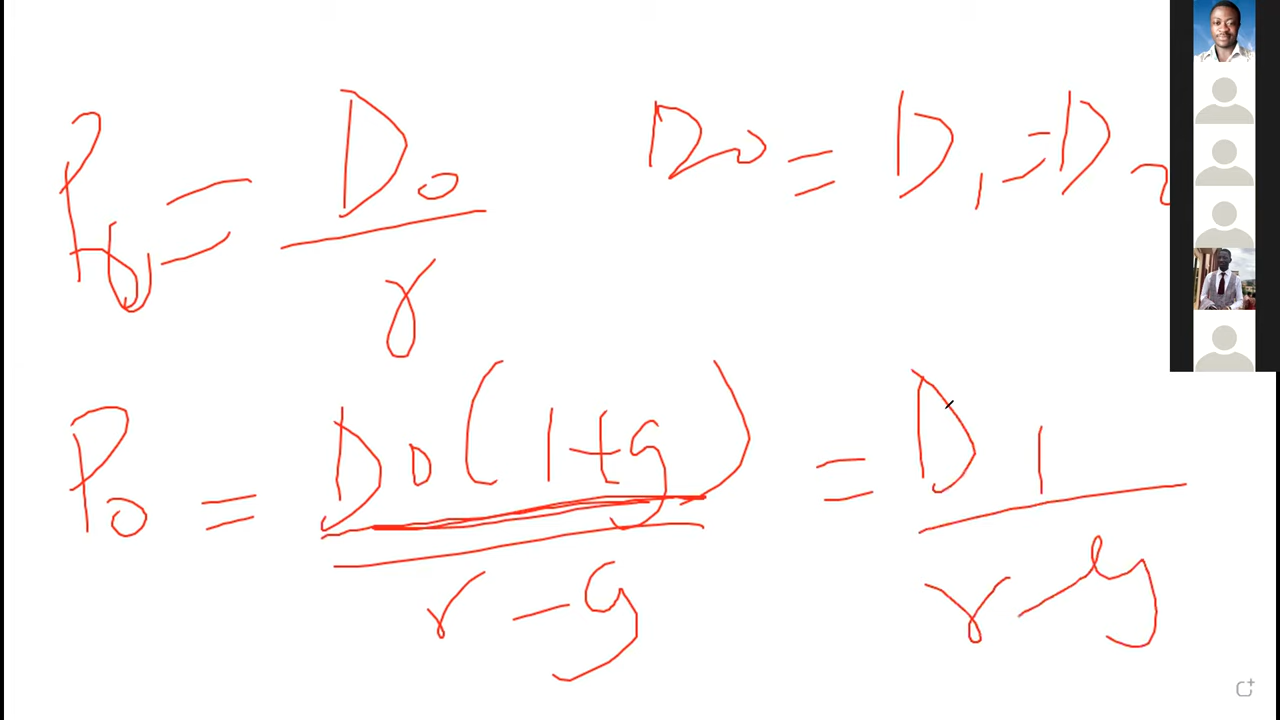 P₀ = D₀/r    D₀ = D₁ = D₂
P₀ = D₀(1+g)/r-g = D₁/r-g